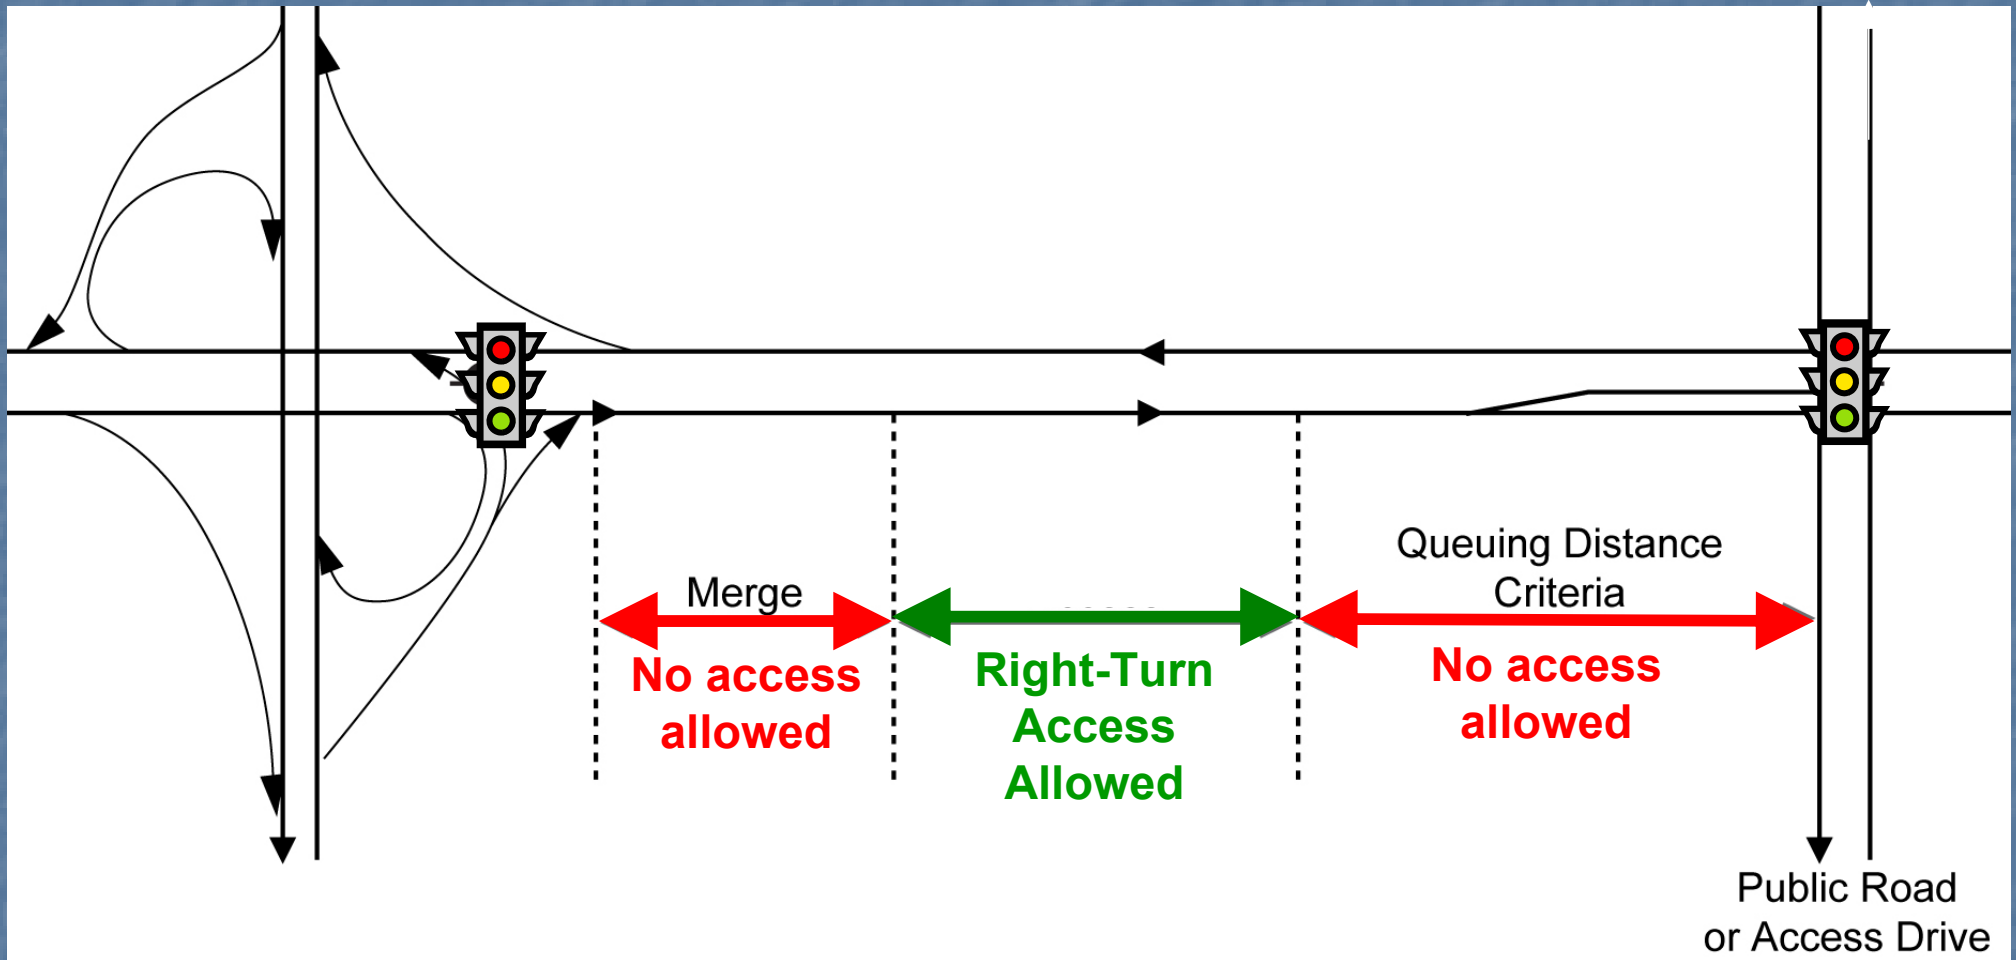 Merge
No access
allowed
Right-Turn
Access
Allowed
Queuing Distance
Criteria
No access
allowed
Public Road
or Access Drive